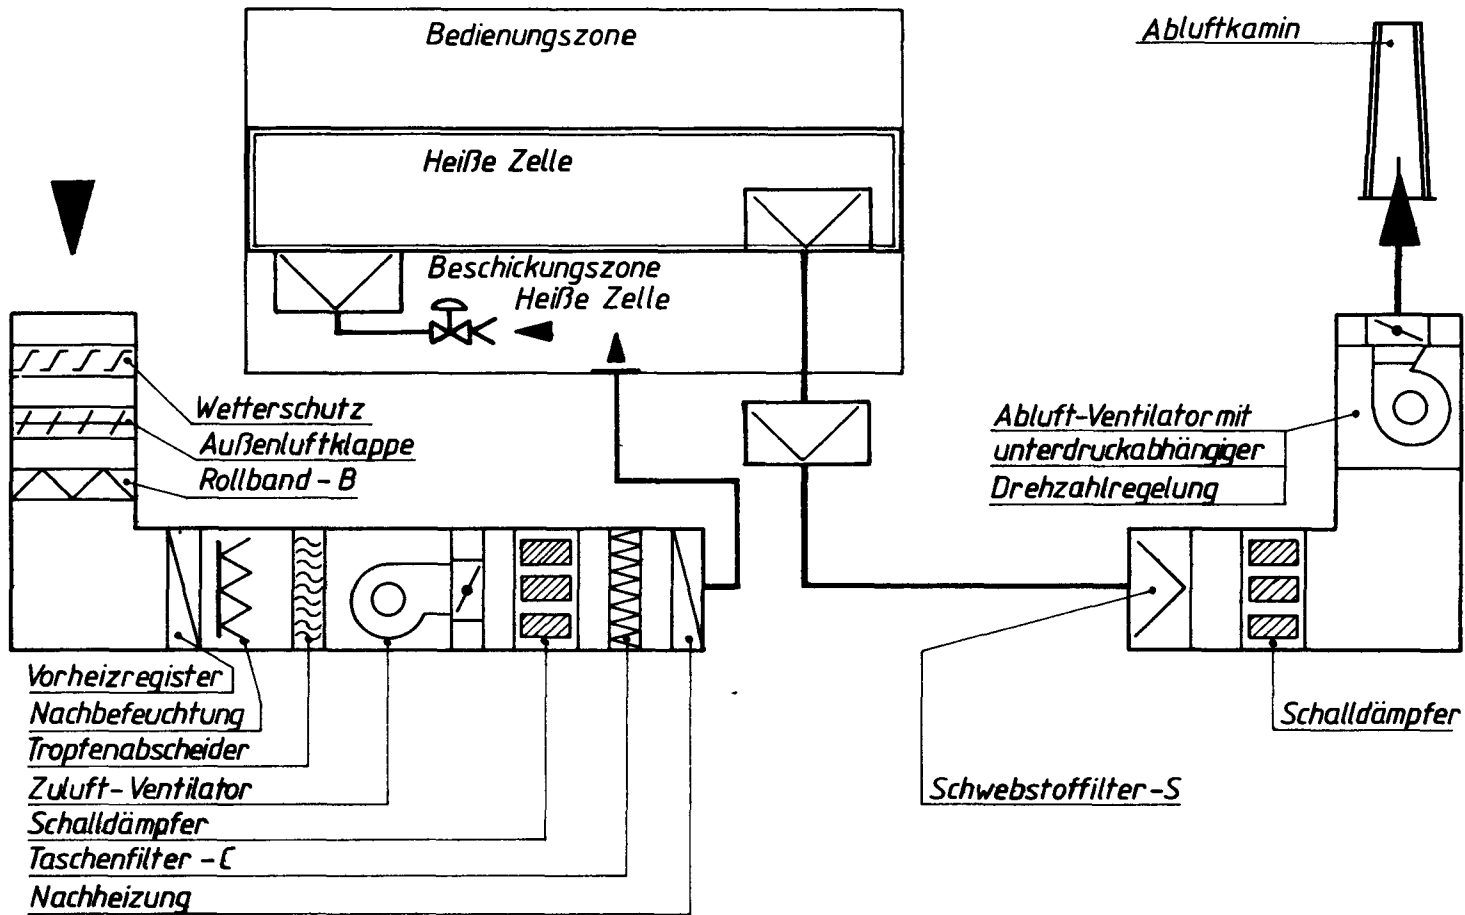 Bedienungszone
Abluftkamin
Heiße Zelle
Beschickungszone
Heiße Zelle
Wetterschutz
Außenluftklappe
Rollband - B
Abluft-Ventilator mit
unterdruckabhängiger
Drehzahlregelung
Vorheizregister
Nachbefeuchtung
Tropfenabscheider
Zuluft-Ventilator
Schalldämpfer
Taschenfilter - C
Nachheizung
Schalldämpfer
Schwebstoffilter-S